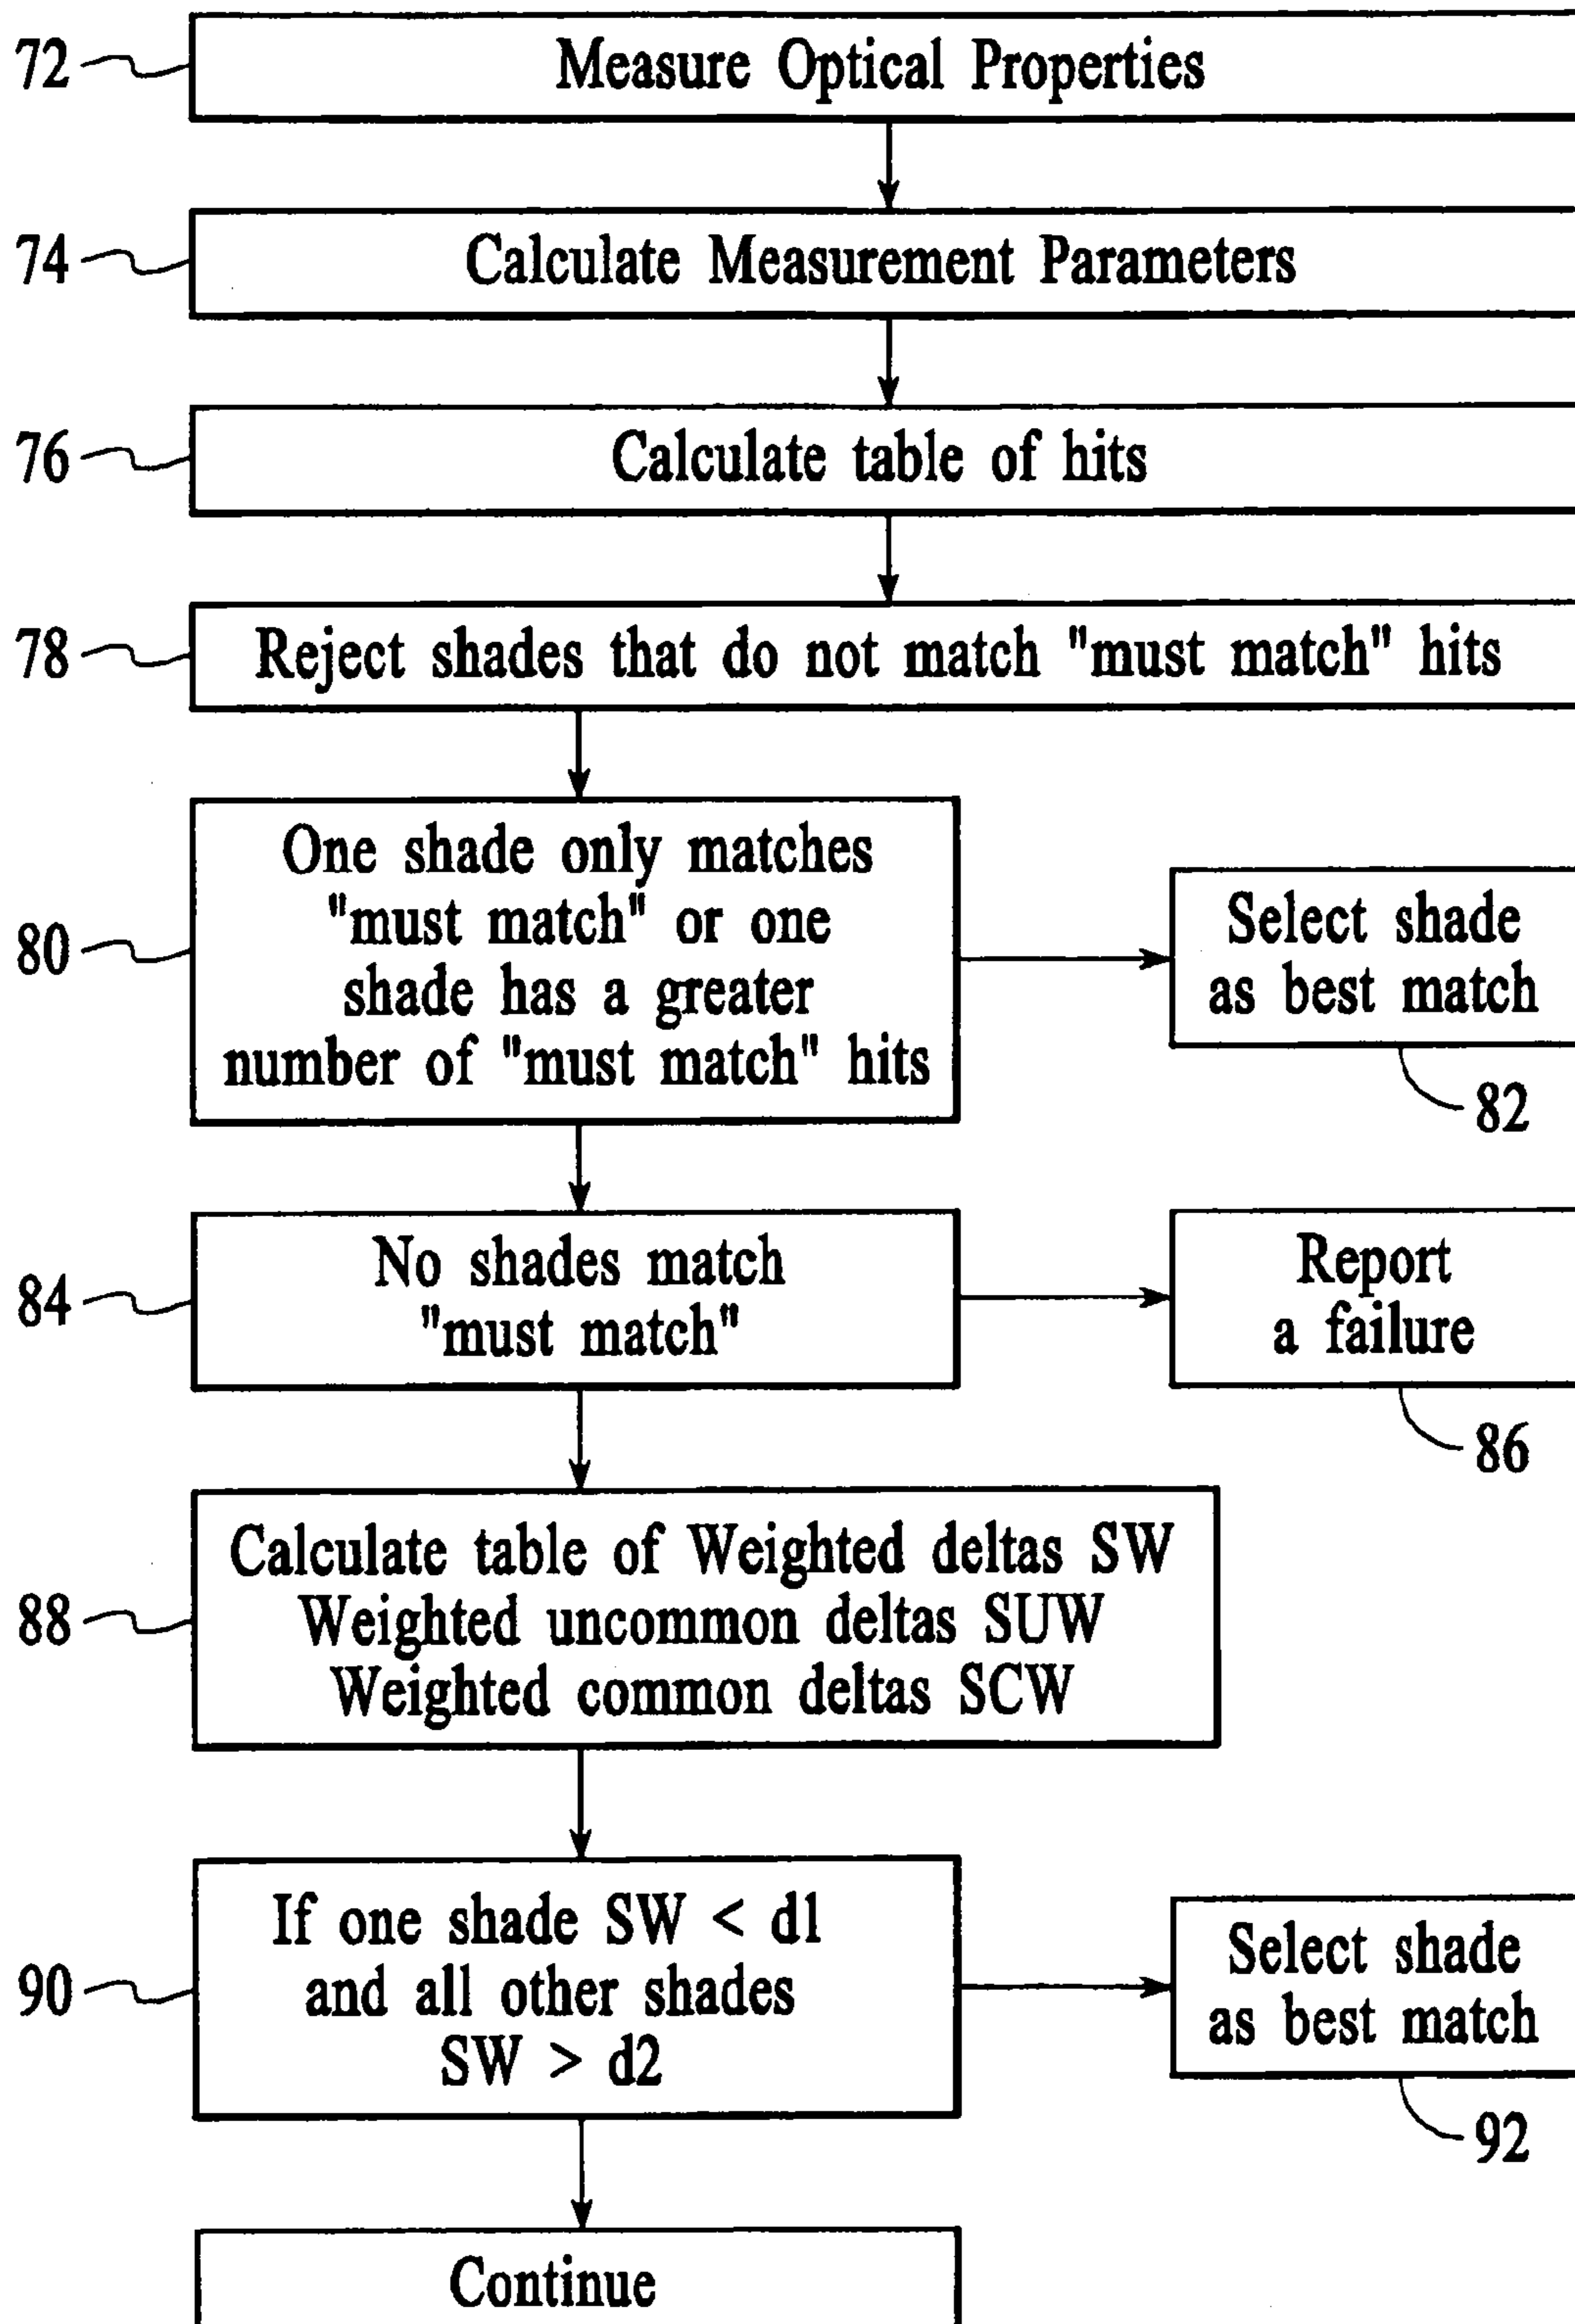 72
Measure Optical Properties
74
Calculate Measurement Parameters
76
Calculate table of hits
78
Reject shades that do not match "must match" hits
80
One shade only matches
"must match" or one
shade has a greater
number of "must match" hits
Select shade
as best match
82
84
No shades match
"must match"
Report
a failure
86
88
Calculate table of Weighted deltas SW
Weighted uncommon deltas SUW
Weighted common deltas SCW
90
If one shade SW < d1
and all other shades
SW > d2
Select shade
as best match
92
Continue